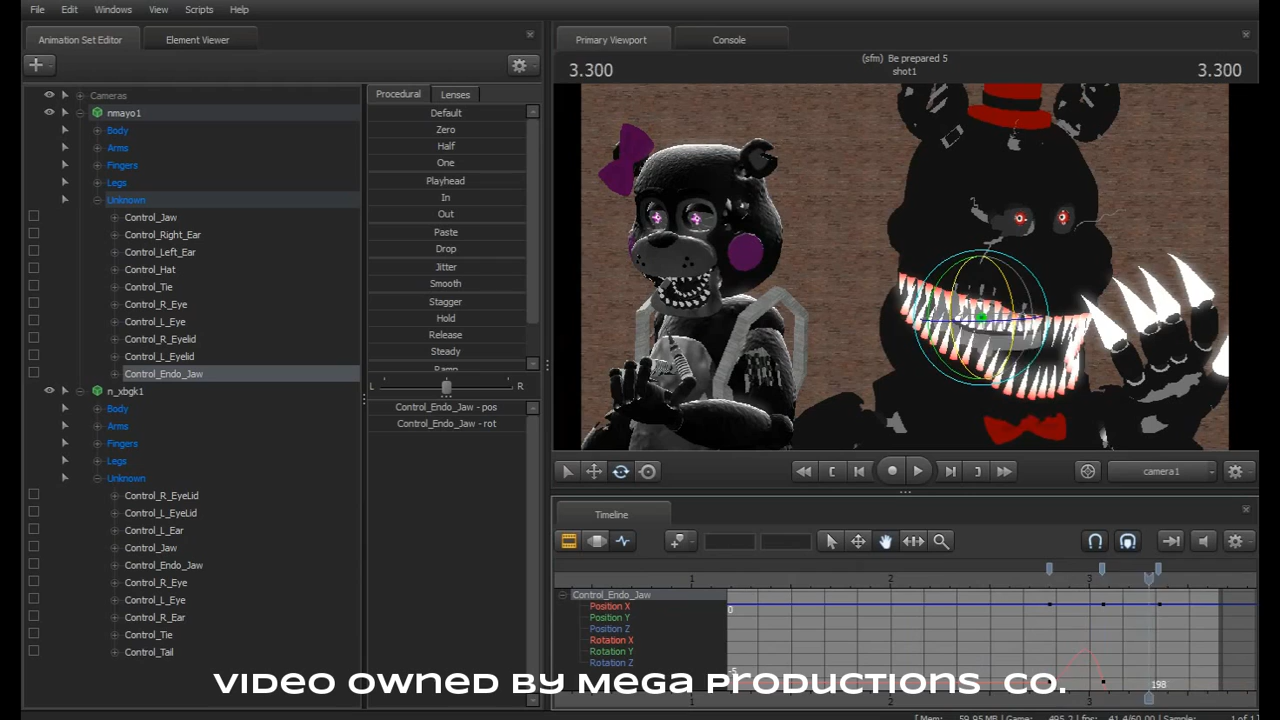 File Edit Windows View Scripts Help
Animation Set Editor Element Viewer
Primary Viewport Console
(sfm) Be prepared 5
3.300 shot1 3.300
Procedural Lenses
Cameras
nmayo1
Body
Arms
Fingers
Legs
Unknown
Control_Jaw
Control_Right_Ear
Control_Left_Ear
Control_Hat
Control_Tie
Control_R_Eye
Control_L_Eye
Control_R_Eyelid
Control_L_Eyelid
Control_Endo_Jaw
n_xbgk1
Body
Arms
Fingers
Legs
Unknown
Control_R_EyeLid
Control_L_EyeLid
Control_L_Ear
Control_Jaw
Control_Endo_Jaw
Control_R_Eye
Control_L_Eye
Control_R_Ear
Control_Tie
Control_Tail
Default
Zero
Half
One
Playhead
In
Out
Paste
Drop
Jitter
Smooth
Stagger
Hold
Release
Steady
Ramp
L R
Control_Endo_Jaw - pos
Control_Endo_Jaw - rot
camera1
Timeline
1 2 3
Control_Endo_Jaw
Position X
Position Y
Position Z
Rotation X
Rotation Y
Rotation Z
0
-5
198
1 2 3
Video owned by Mega Productions Co.